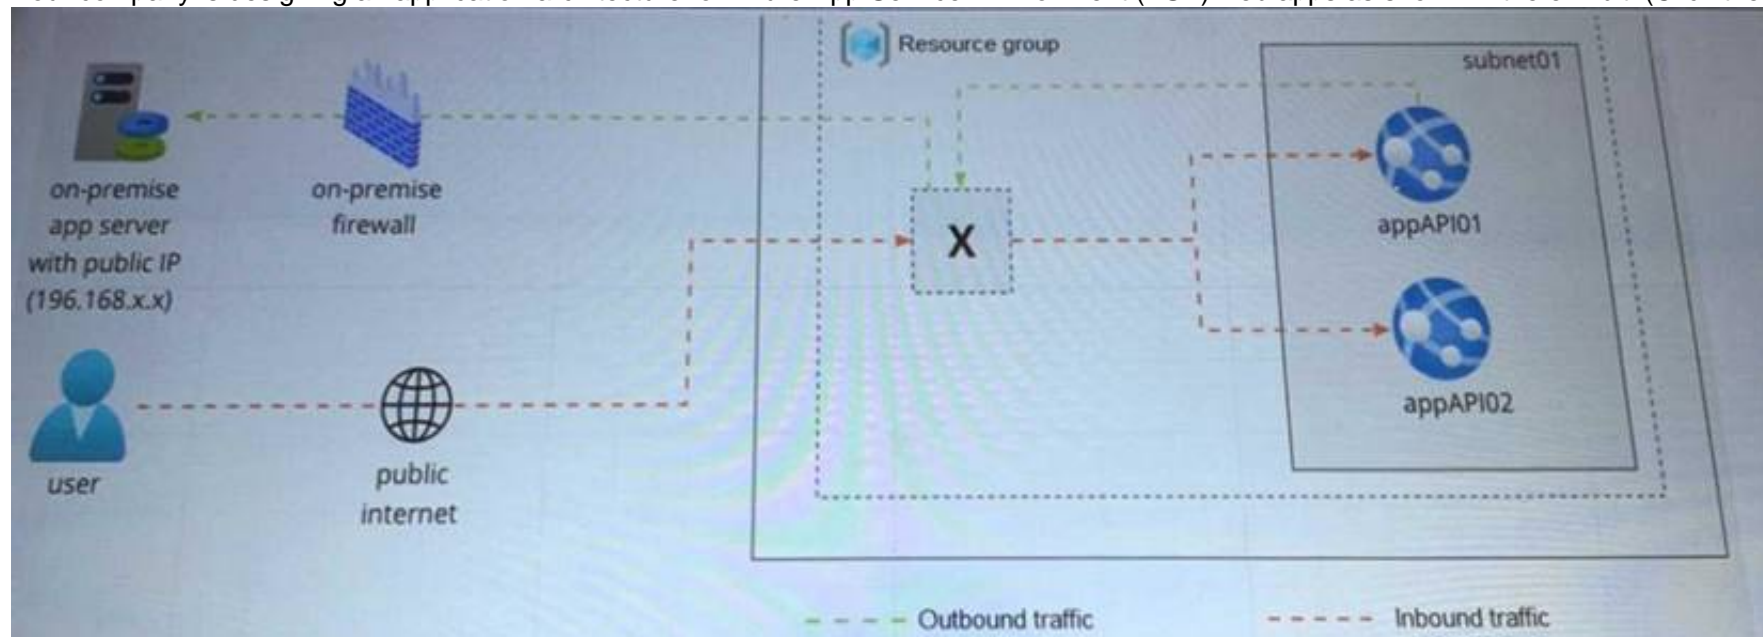 Resource group
subnet01
on-premise
app server
with public IP
(196.168.x.x)
on-premise
firewall
X
appAPI01
appAPI02
user
public
internet
Outbound traffic
Inbound traffic